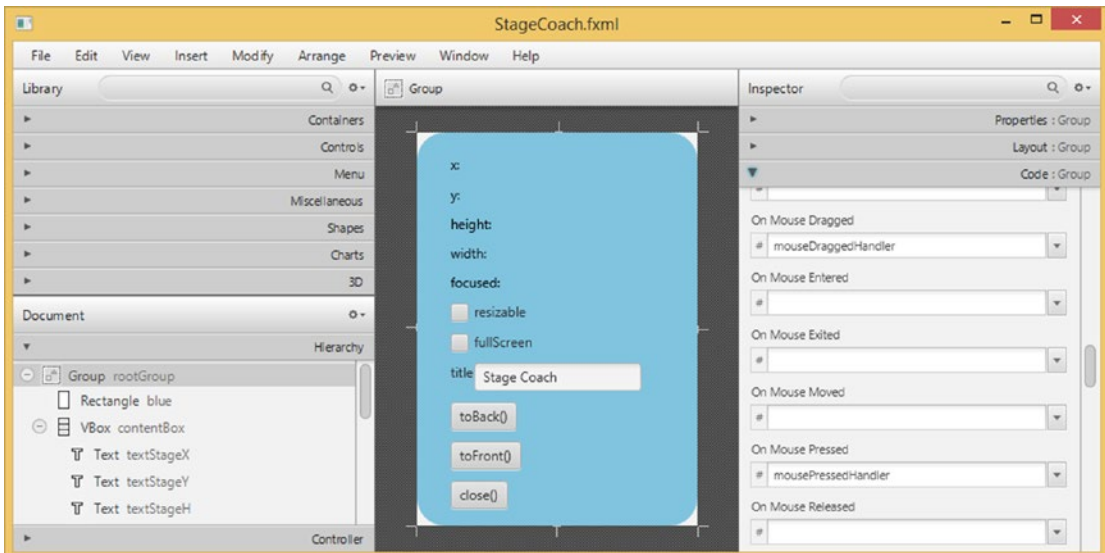 StageCoach.fxml
File Edit View Insert Modify Arrange Preview Window Help
Library
Containers
Controls
Menu
Miscellaneous
Shapes
Charts
3D
Document
Hierarchy
Group rootGroup
Rectangle blue
VBox contentBox
Text textStageX
Text textStageY
Text textStageH
Controller
Group
x:
y:
height:
width:
focused:
resizable
fullScreen
title Stage Coach
toBack()
toFront()
close()
Inspector
Properties : Group
Layout : Group
Code : Group
#
On Mouse Dragged
# mouseDraggedHandler
On Mouse Entered
#
On Mouse Exited
#
On Mouse Moved
#
On Mouse Pressed
# mousePressedHandler
On Mouse Released
#